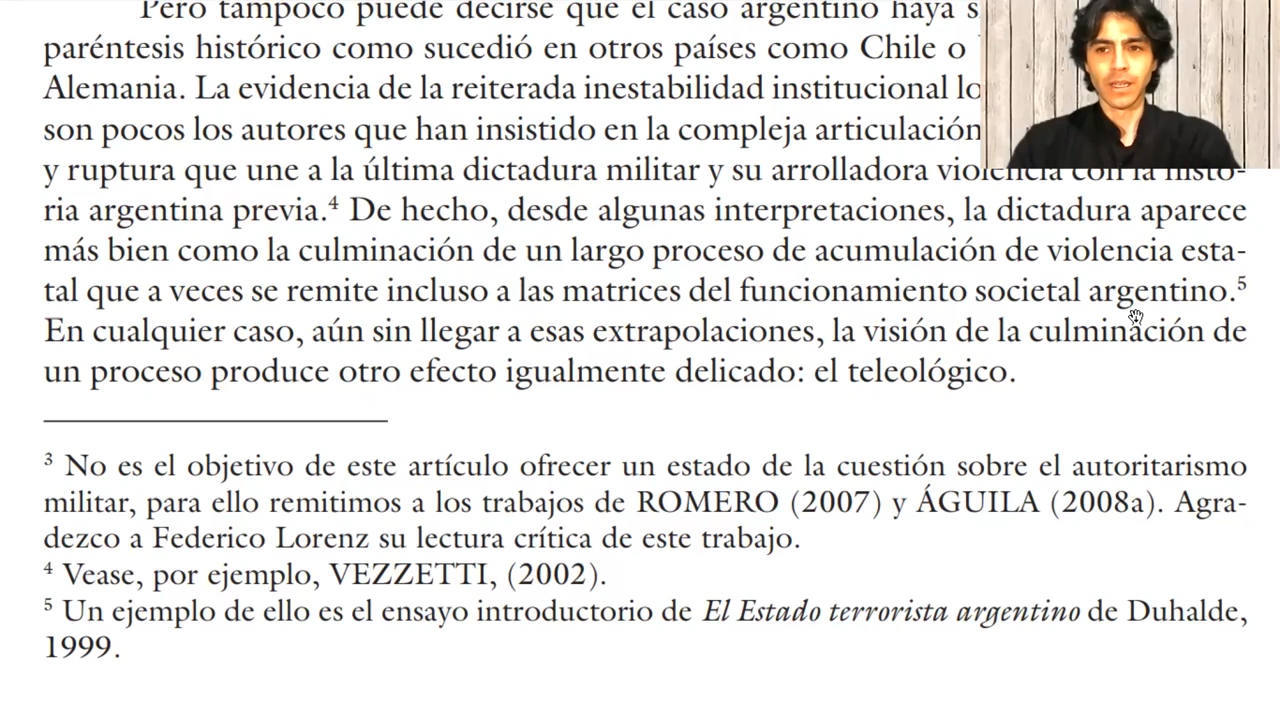 Pero tampoco puede decirse que el caso argentino haya
paréntesis histórico como sucedió en otros países como Chile o
Alemania. La evidencia de la reiterada inestabilidad institucional lo
son pocos los autores que han insistido en la compleja articulación
y ruptura que une a la última dictadura militar y su arrolladora violencia con la histo-
ria argentina previa.⁴ De hecho, desde algunas interpretaciones, la dictadura aparece
más bien como la culminación de un largo proceso de acumulación de violencia esta-
tal que a veces se remite incluso a las matrices del funcionamiento societal argentino.⁵
En cualquier caso, aún sin llegar a esas extrapolaciones, la visión de la culminación de
un proceso produce otro efecto igualmente delicado: el teleológico.
³ No es el objetivo de este artículo ofrecer un estado de la cuestión sobre el autoritarismo
militar, para ello remitimos a los trabajos de ROMERO (2007) y ÁGUILA (2008a). Agra-
dezco a Federico Lorenz su lectura crítica de este trabajo.
⁴ Vease, por ejemplo, VEZZETTI, (2002).
⁵ Un ejemplo de ello es el ensayo introductorio de El Estado terrorista argentino de Duhalde,
1999.